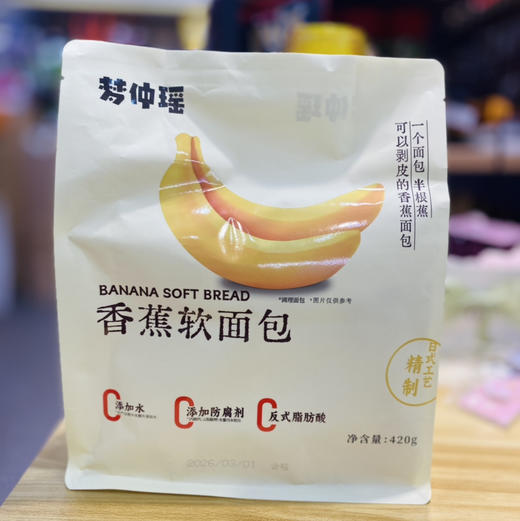 梦仲瑶
一个面包 半根蕉
可以剥皮的香蕉面包
*调理面包 *图片仅供参考
BANANA SOFT BREAD
香蕉软面包
日式工艺
精制
0添加水
0添加防腐剂
0反式脂肪酸
净含量:420g
2026/03/01 合格